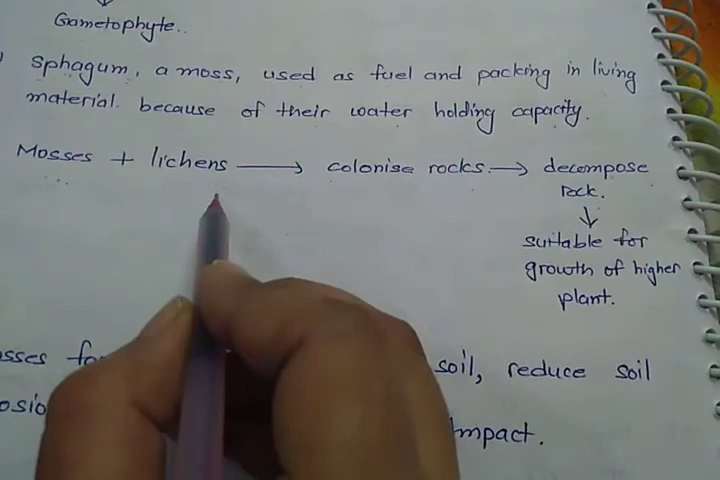 Gametophyte..
Sphagum, a moss, used as fuel and packing in living
material. because of their water holding capacity.
Mosses + lichens → colonise rocks. → decompose
rock.
↓
suitable for
growth of higher
plant.
soil, reduce soil
Impact.